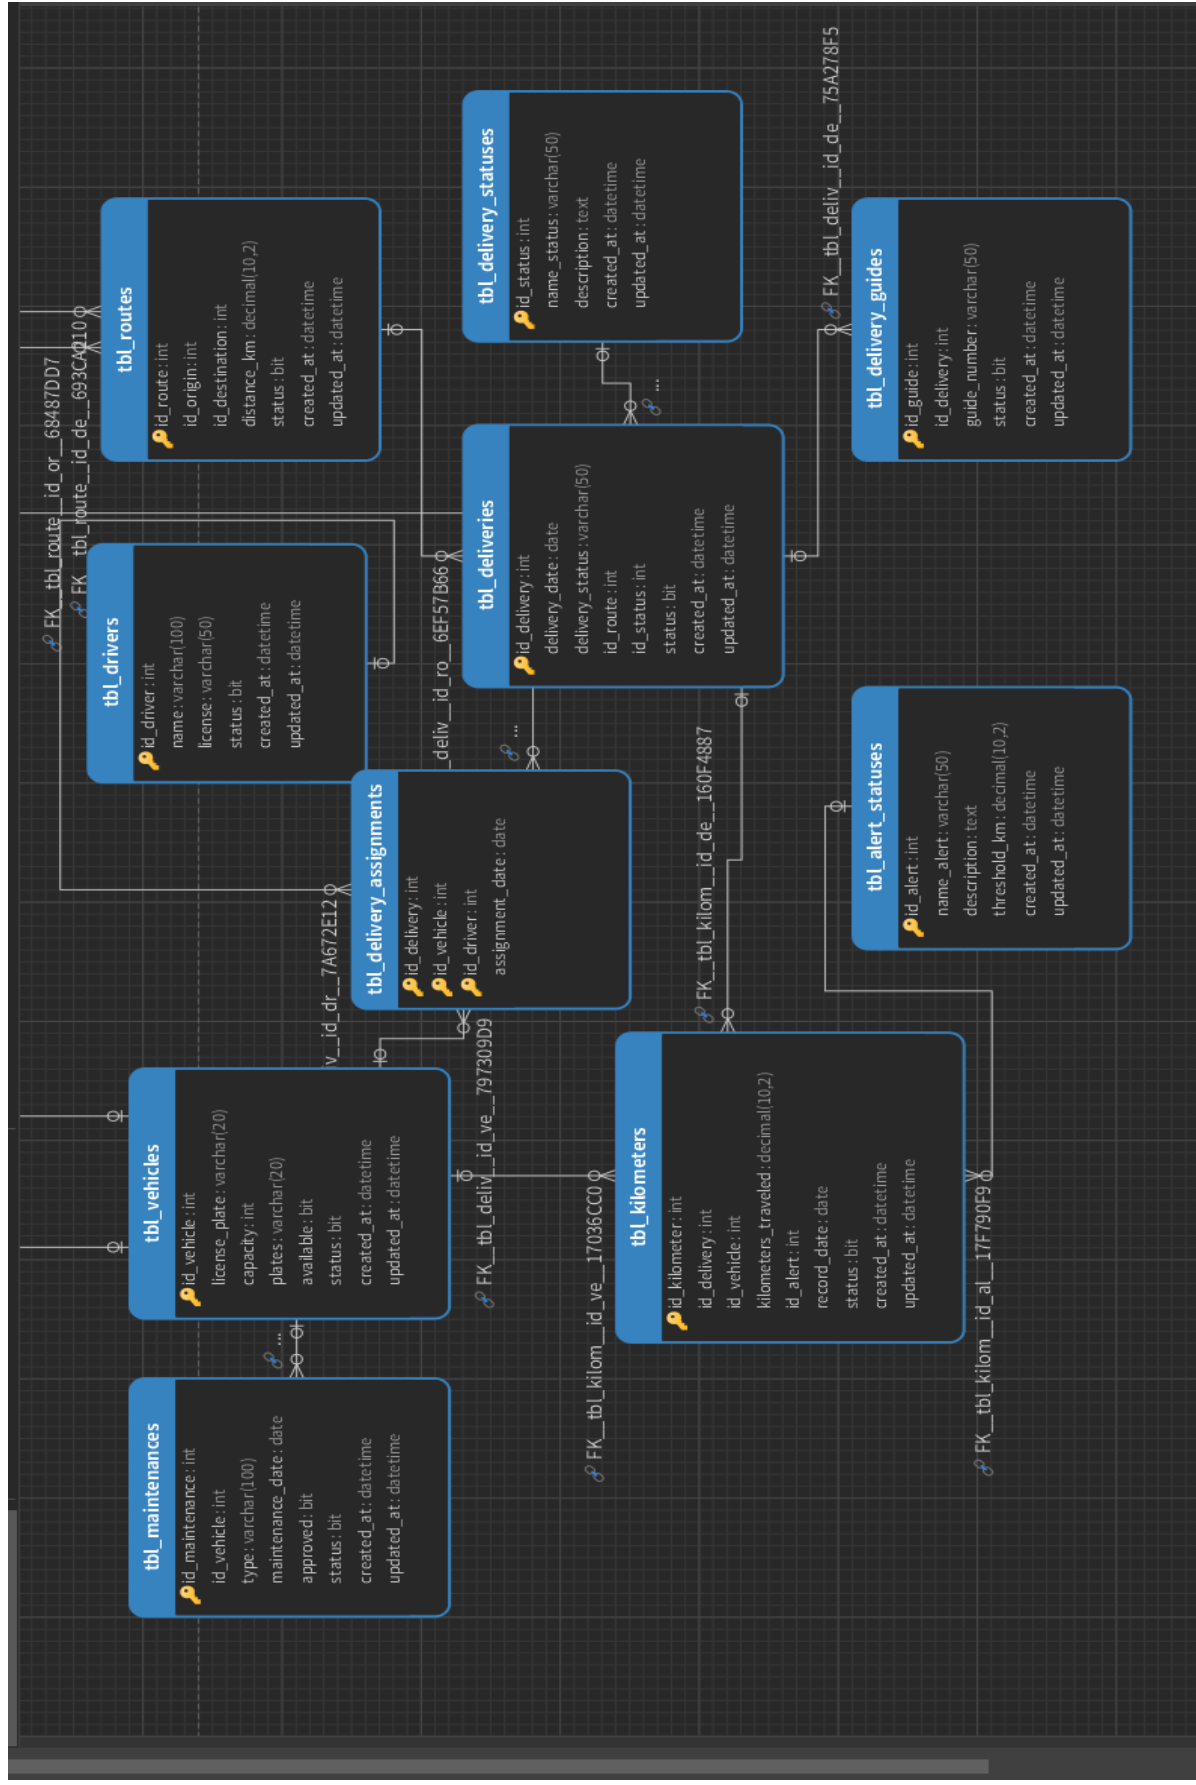 tbl_maintenances
id_maintenance: int
id_vehicle: int
type: varchar(100)
maintenance_date: date
approved: bit
status: bit
created_at: datetime
updated_at: datetime
...
tbl_vehicles
id_vehicle: int
license_plate: varchar(20)
capacity: int
plates: varchar(20)
available: bit
status: bit
created_at: datetime
updated_at: datetime
FK__tbl_deliv__id_ve__797309D9
iv__id_dr__7A672E12
tbl_drivers
id_driver: int
name: varchar(100)
license: varchar(50)
status: bit
created_at: datetime
updated_at: datetime
FK__tbl_route__id_or__68487DD7
FK__tbl_route__id_de__693CA210
tbl_routes
id_route: int
id_origin: int
id_destination: int
distance_km: decimal(10,2)
status: bit
created_at: datetime
updated_at: datetime
tbl_delivery_assignments
id_delivery: int
id_vehicle: int
id_driver: int
assignment_date: date
_deliv__id_ro__6EF57B66
...
tbl_deliveries
id_delivery: int
delivery_date: date
delivery_status: varchar(50)
id_route: int
id_status: int
status: bit
created_at: datetime
updated_at: datetime
...
tbl_delivery_statuses
id_status: int
name_status: varchar(50)
description: text
created_at: datetime
updated_at: datetime
FK__tbl_kilom__id_ve__17036CC0
tbl_kilometers
id_kilometer: int
id_delivery: int
id_vehicle: int
kilometers_traveled: decimal(10,2)
id_alert: int
record_date: date
status: bit
created_at: datetime
updated_at: datetime
FK__tbl_kilom__id_de__160F4887
FK__tbl_kilom__id_al__17F790F9
tbl_alert_statuses
id_alert: int
name_alert: varchar(50)
description: text
threshold_km: decimal(10,2)
created_at: datetime
updated_at: datetime
FK__tbl_deliv__id_de__75A278F5
tbl_delivery_guides
id_guide: int
id_delivery: int
guide_number: varchar(50)
status: bit
created_at: datetime
updated_at: datetime